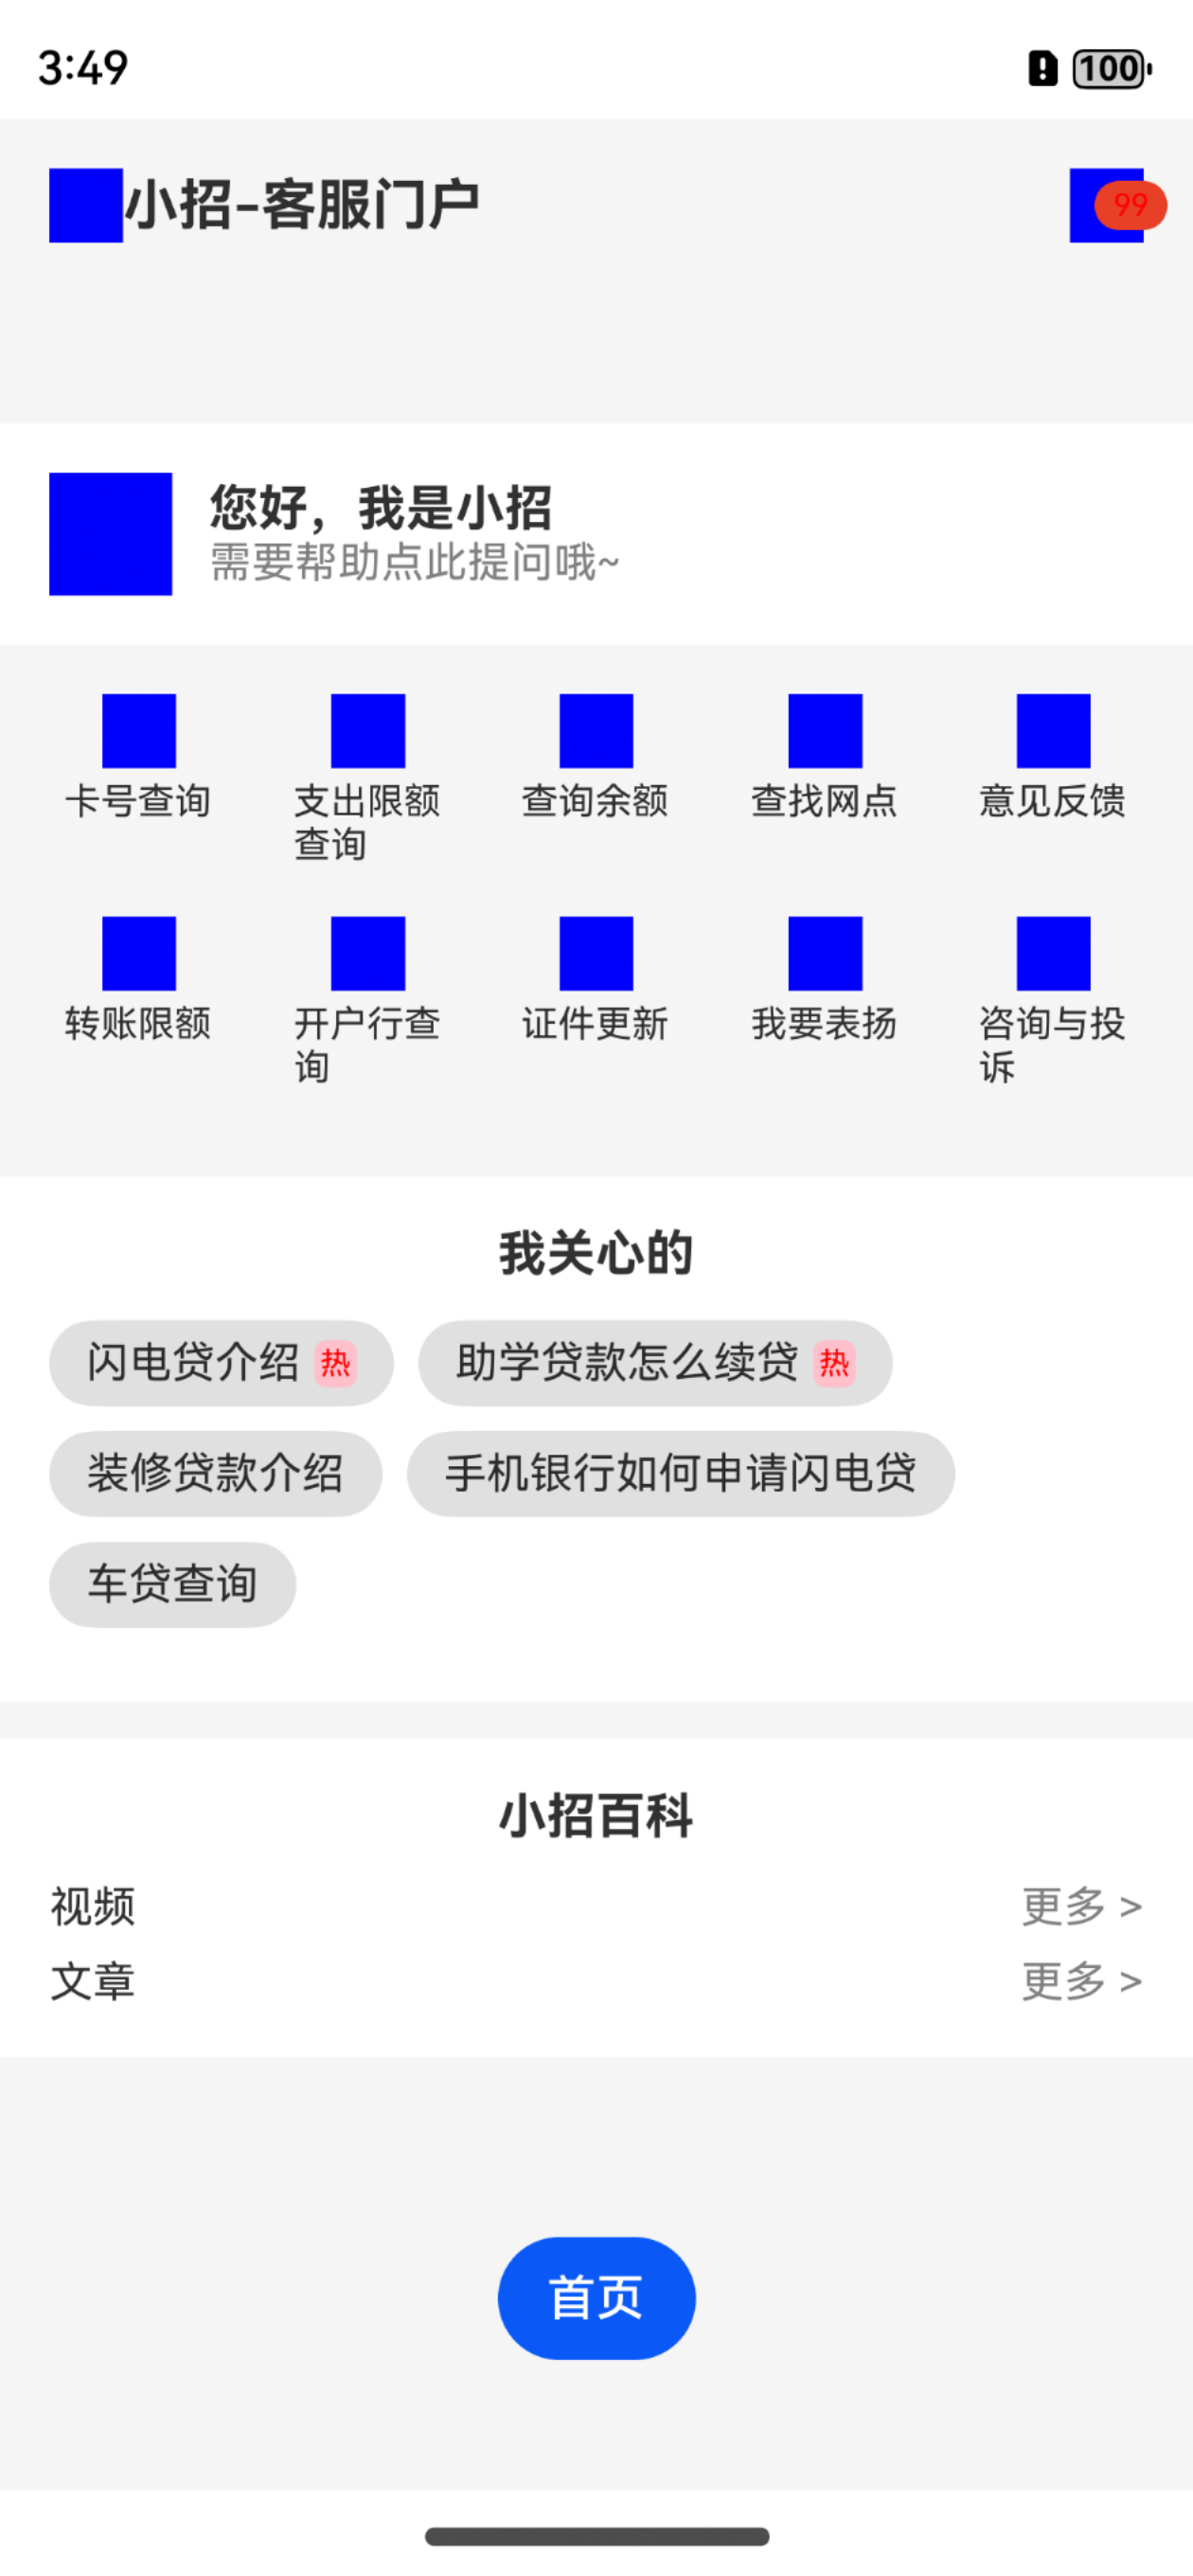 3:49
100
小招-客服门户
99
您好，我是小招
需要帮助点此提问哦~
卡号查询
支出限额
查询
查询余额
查找网点
意见反馈
转账限额
开户行查
询
证件更新
我要表扬
咨询与投
诉
我关心的
闪电贷介绍 热
助学贷款怎么续贷 热
装修贷款介绍
手机银行如何申请闪电贷
车贷查询
小招百科
视频
更多 >
文章
更多 >
首页